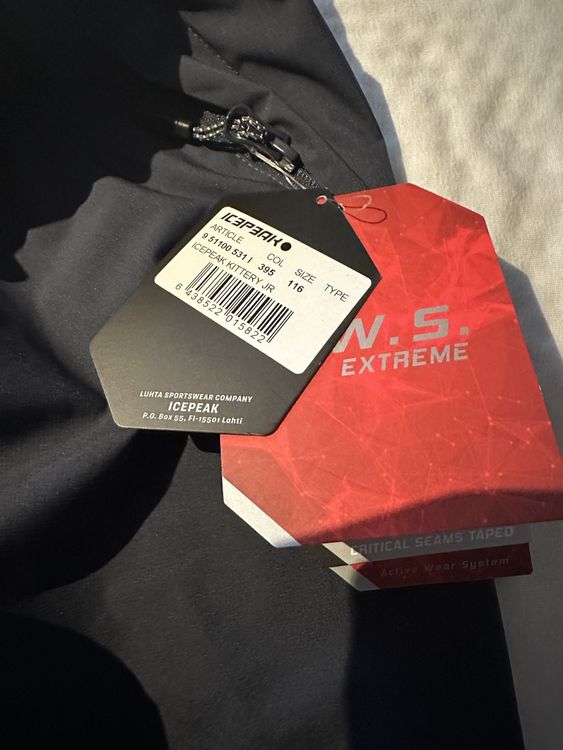 ICEPEAK
ARTICLE COL SIZE TYPE
9 51100 531 I 395 116
ICEPEAK KITTERY JR
6 438522 015822
LUHTA SPORTSWEAR COMPANY
ICEPEAK
P.O. Box 55, FI-15501 Lahti
W.S.
EXTREME
CRITICAL SEAMS TAPED
Active Wear System